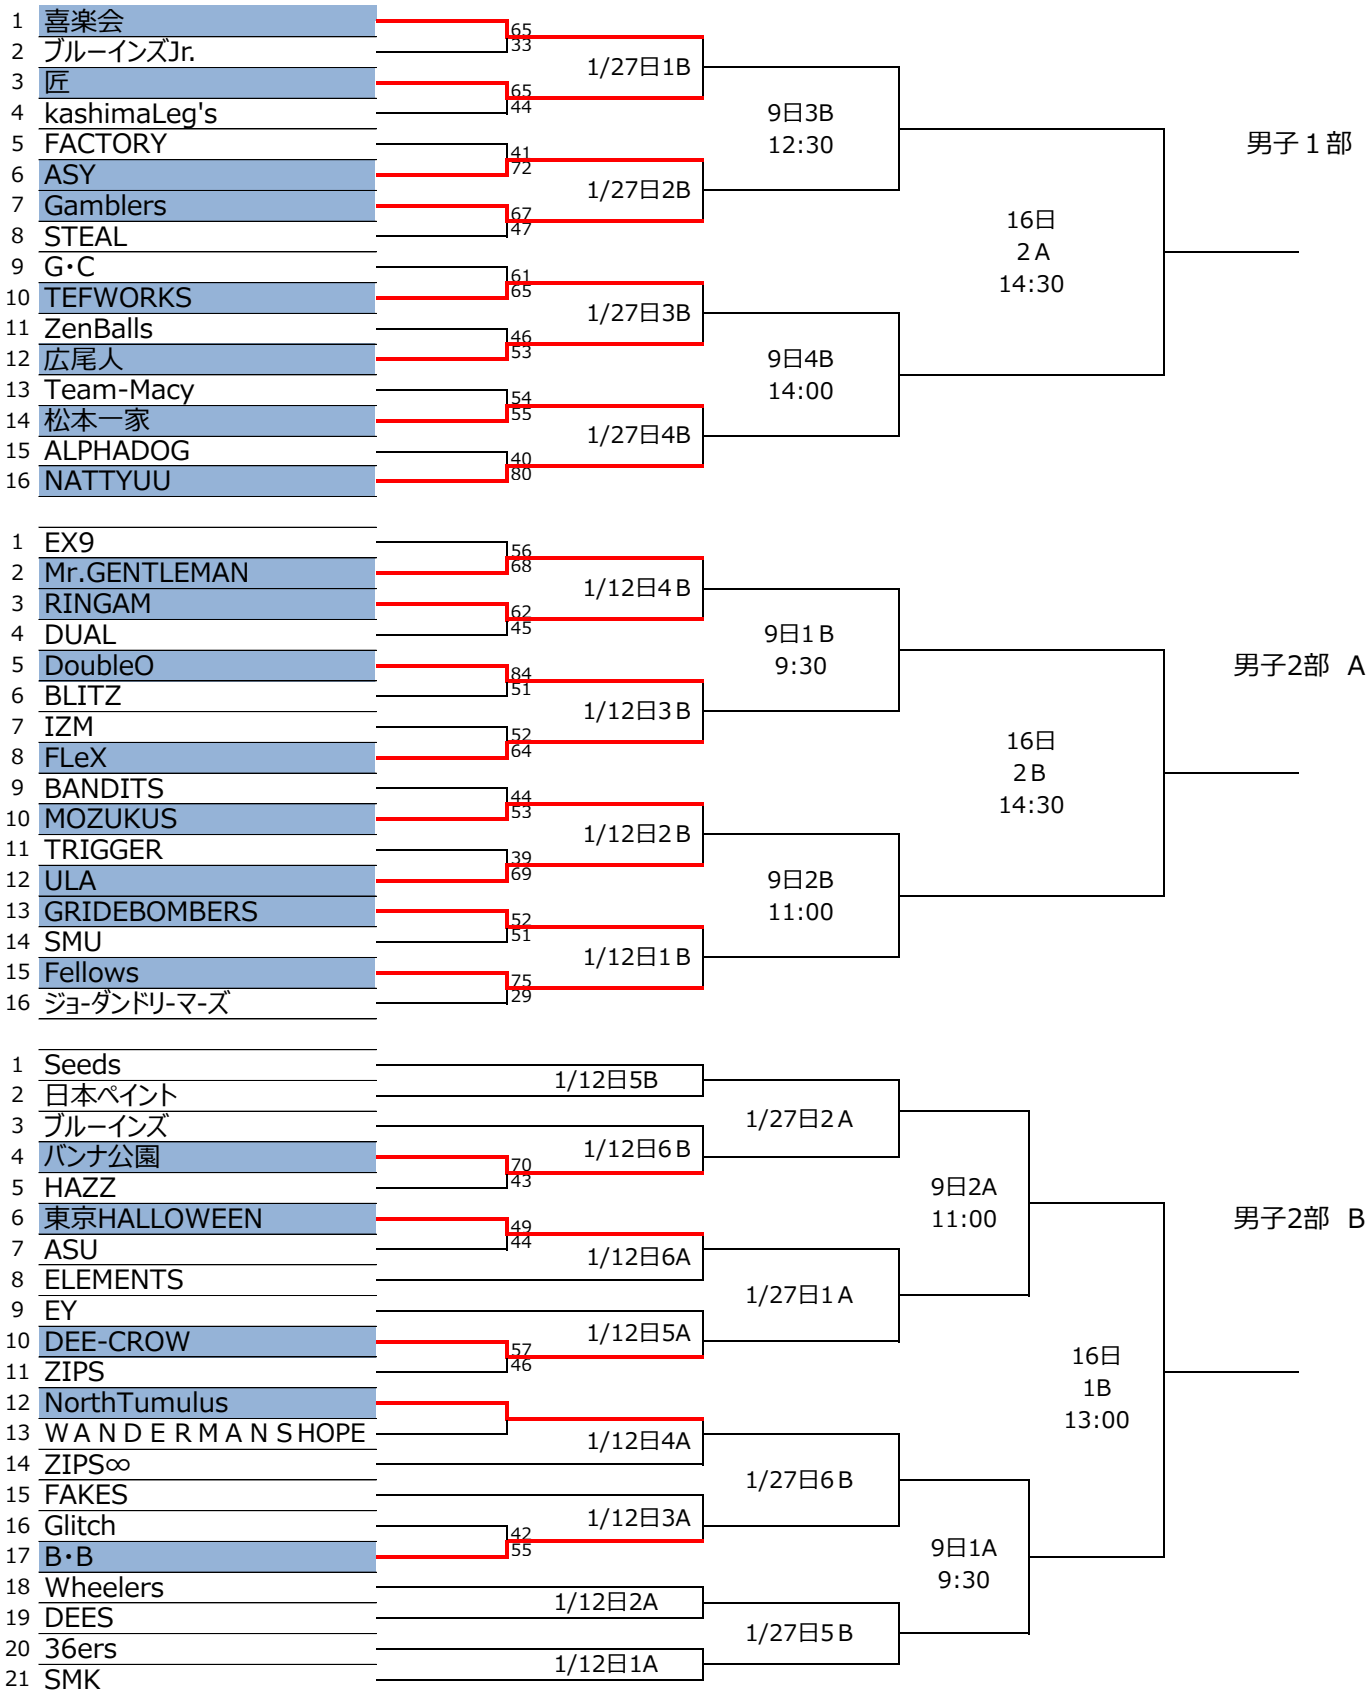 1 喜楽会
65
33
2 ブルーインズJr.
1/27日1B
3 匠
65
44
4 kashimaLeg's
9日3B
12:30
5 FACTORY
41
72
男子１部
6 ASY
1/27日2B
7 Gamblers
67
47
8 STEAL
16日
２A
14:30
9 G・C
61
65
10 TEFWORKS
1/27日3B
11 ZenBalls
46
53
12 広尾人
9日4B
14:00
13 Team-Macy
54
55
14 松本一家
1/27日4B
15 ALPHADOG
40
80
16 NATTYUU
1 EX9
56
68
2 Mr.GENTLEMAN
1/12日4Ｂ
3 RINGAM
62
45
4 DUAL
9日1Ｂ
9:30
5 DoubleO
84
51
男子2部 A
6 BLITZ
1/12日3Ｂ
7 IZM
52
64
8 FLeX
16日
2Ｂ
14:30
9 BANDITS
44
53
10 MOZUKUS
1/12日2Ｂ
11 TRIGGER
39
69
12 ULA
9日2B
11:00
13 GRIDEBOMBERS
52
51
14 SMU
1/12日1Ｂ
15 Fellows
75
29
16 ジョーダンドリーマーズ
1 Seeds
1/12日5B
2 日本ペイント
3 ブルーインズ
1/27日2Ａ
4 バンナ公園
1/12日6Ｂ
70
43
5 HAZZ
9日2A
11:00
6 東京HALLOWEEN
49
44
男子2部 B
7 ASU
1/12日6A
8 ELEMENTS
1/27日1Ａ
9 EY
1/12日5A
10 DEE-CROW
57
46
11 ZIPS
16日
1B
13:00
12 NorthTumulus
13 ＷＡＮＤＥＲＭＡＮＳHOPE
1/12日4A
14 ZIPS∞
1/27日6Ｂ
15 FAKES
1/12日3A
16 Glitch
42
55
17 B・B
9日1A
9:30
18 Wheelers
1/12日2A
19 DEES
1/27日5Ｂ
20 36ers
1/12日1A
21 SMK